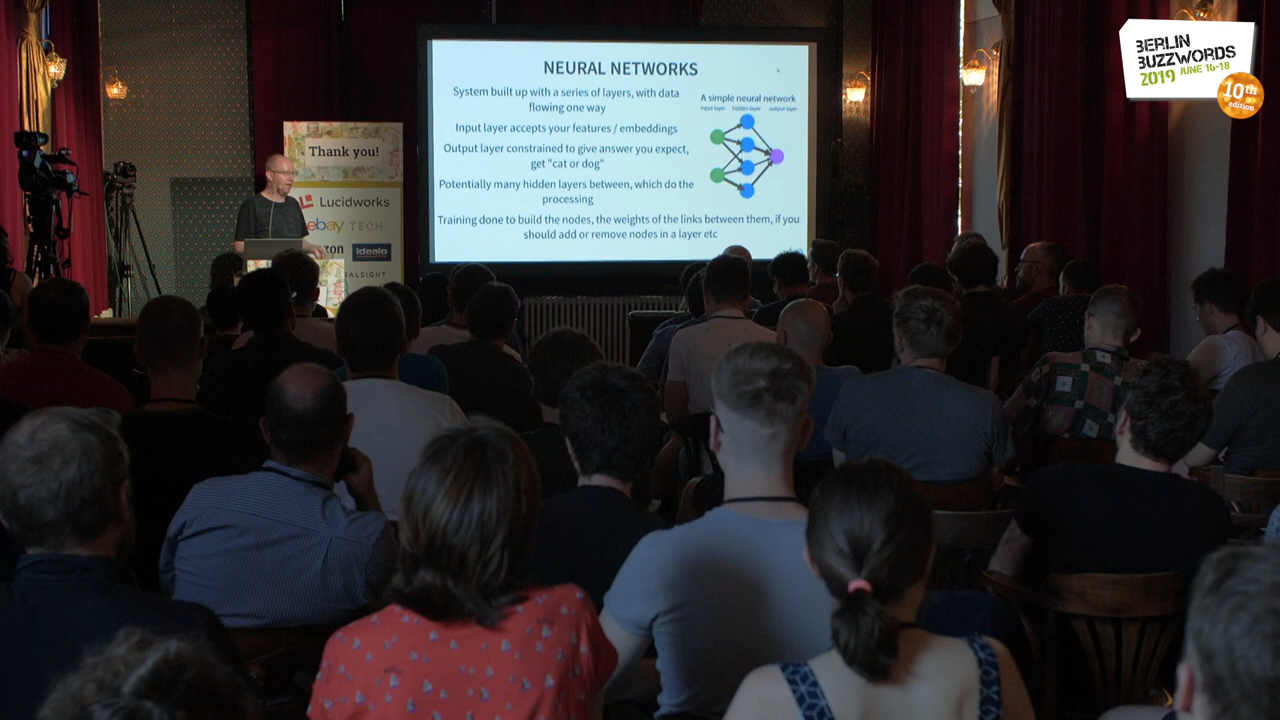 BERLIN
BUZZWORDS
2019 JUNE 16-18
10th
edition
NEURAL NETWORKS
System built up with a series of layers, with data
flowing one way
Input layer accepts your features / embeddings
Output layer constrained to give answer you expect,
get "cat or dog"
Potentially many hidden layers between, which do the
processing
Training done to build the nodes, the weights of the links between them, if you
should add or remove nodes in a layer etc
A simple neural network
input layer hidden layer output layer
Thank you!
Lucidworks
ebay TECH
zon
idealo
RALSIGHT